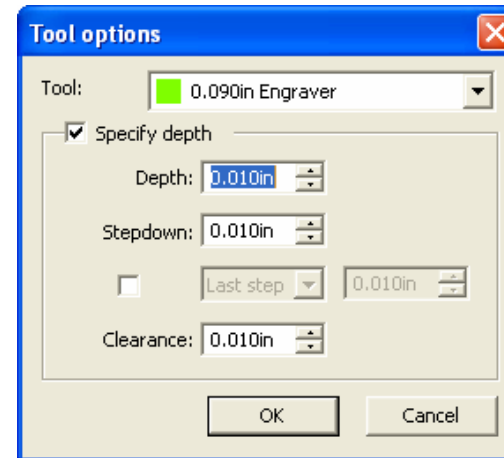 Tool options
Tool: 0.090in Engraver
Specify depth
Depth: 0.010in
Stepdown: 0.010in
Last step 0.010in
Clearance: 0.010in
OK Cancel